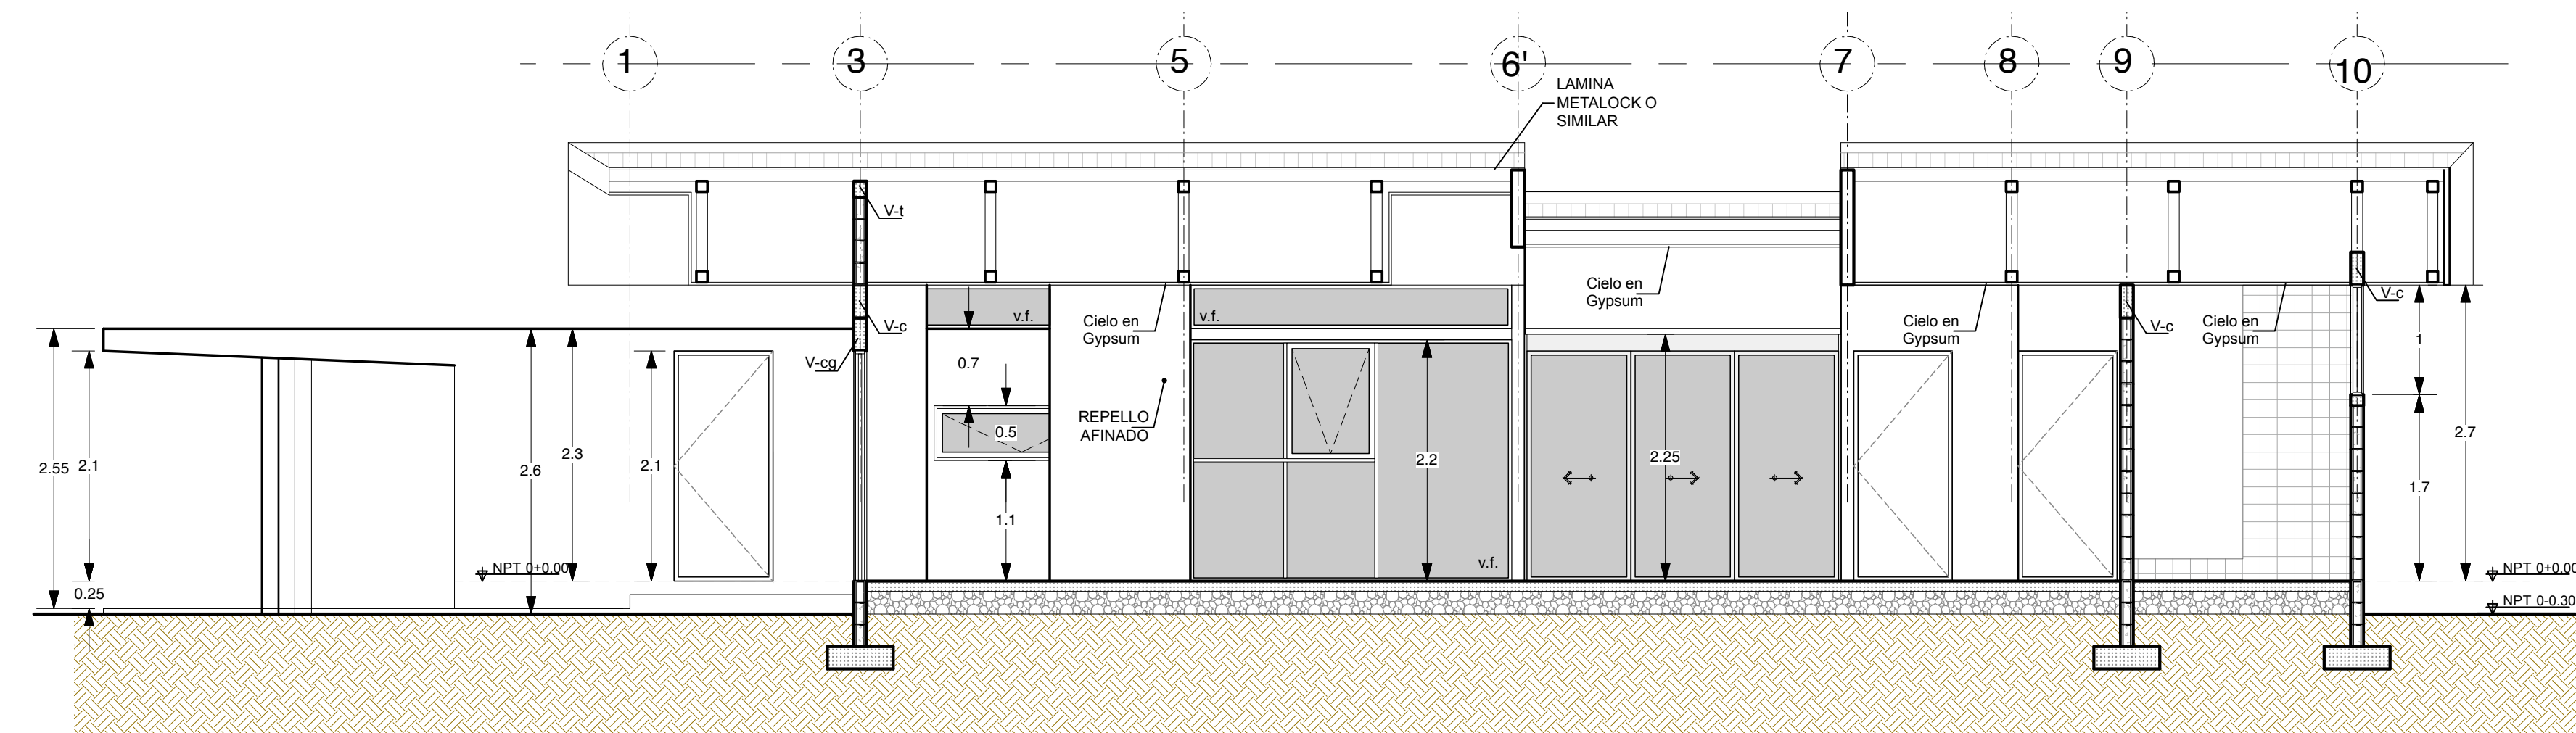 1
3
5
6'
7
8
9
10
LAMINA
METALOCK O
SIMILAR
V-t
Cielo en
Gypsum
V-c
v.f.
v.f.
Cielo en
Gypsum
Cielo en
Gypsum
V-c
Cielo en
Gypsum
V-c
V-cg
0.7
1
REPELLO
AFINADO
0.5
2.55
2.1
2.6
2.3
2.1
2.2
2.25
2.7
1.7
1.1
v.f.
NPT 0+0.00
NPT 0+0.00
0.25
NPT 0-0.30